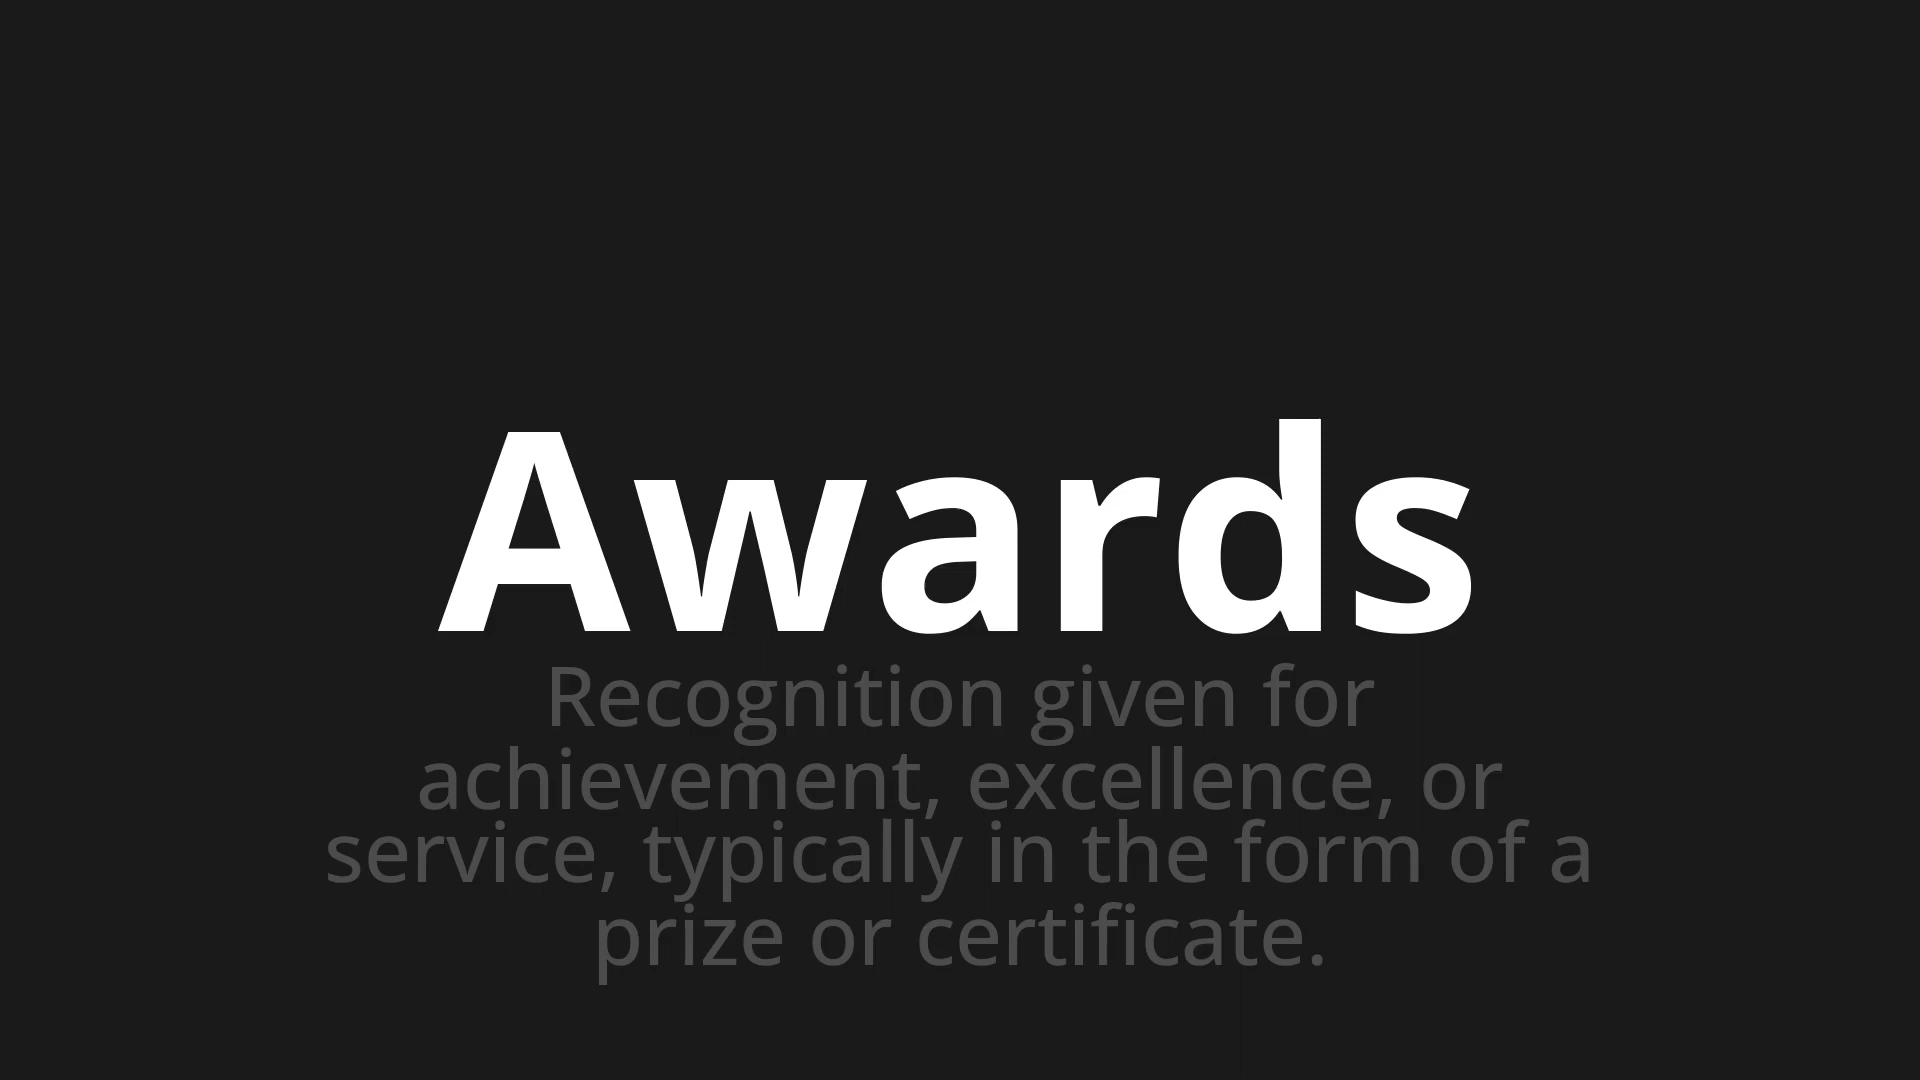 Awards
Recognition given for
achievement, excellence, or
service, typically in the form of a
prize or certificate.